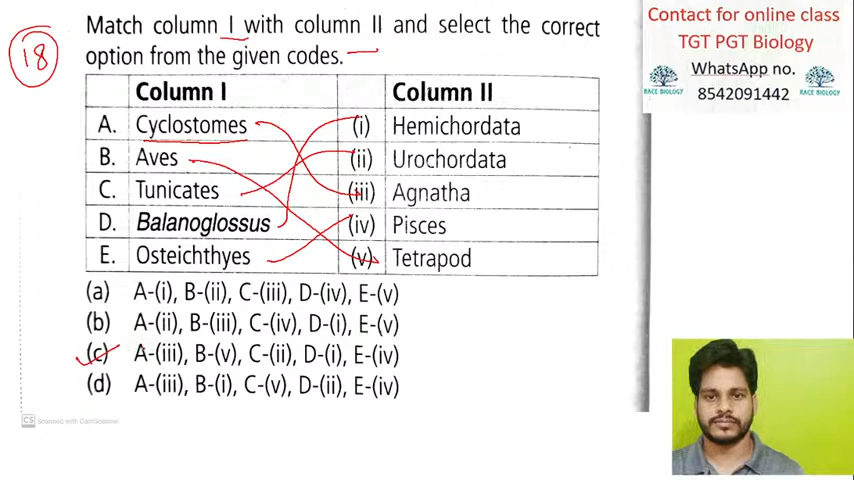 18
Match column I with column II and select the correct
option from the given codes.
Column I Column II
A. Cyclostomes (i) Hemichordata
B. Aves (ii) Urochordata
C. Tunicates (iii) Agnatha
D. Balanoglossus (iv) Pisces
E. Osteichthyes (v) Tetrapod
(a) A-(i), B-(ii), C-(iii), D-(iv), E-(v)
(b) A-(ii), B-(iii), C-(iv), D-(i), E-(v)
(c) A-(iii), B-(v), C-(ii), D-(i), E-(iv)
(d) A-(iii), B-(i), C-(v), D-(ii), E-(iv)
CS Scanned with CamScanner
Contact for online class
TGT PGT Biology
WhatsApp no.
RACE BIOLOGY 8542091442 RACE BIOLOGY